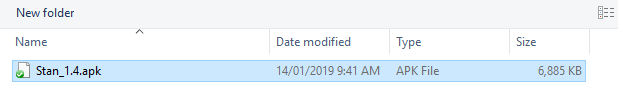 New folder
Name Date modified Type Size
Stan_1.4.apk 14/01/2019 9:41 AM APK File 6,885 KB